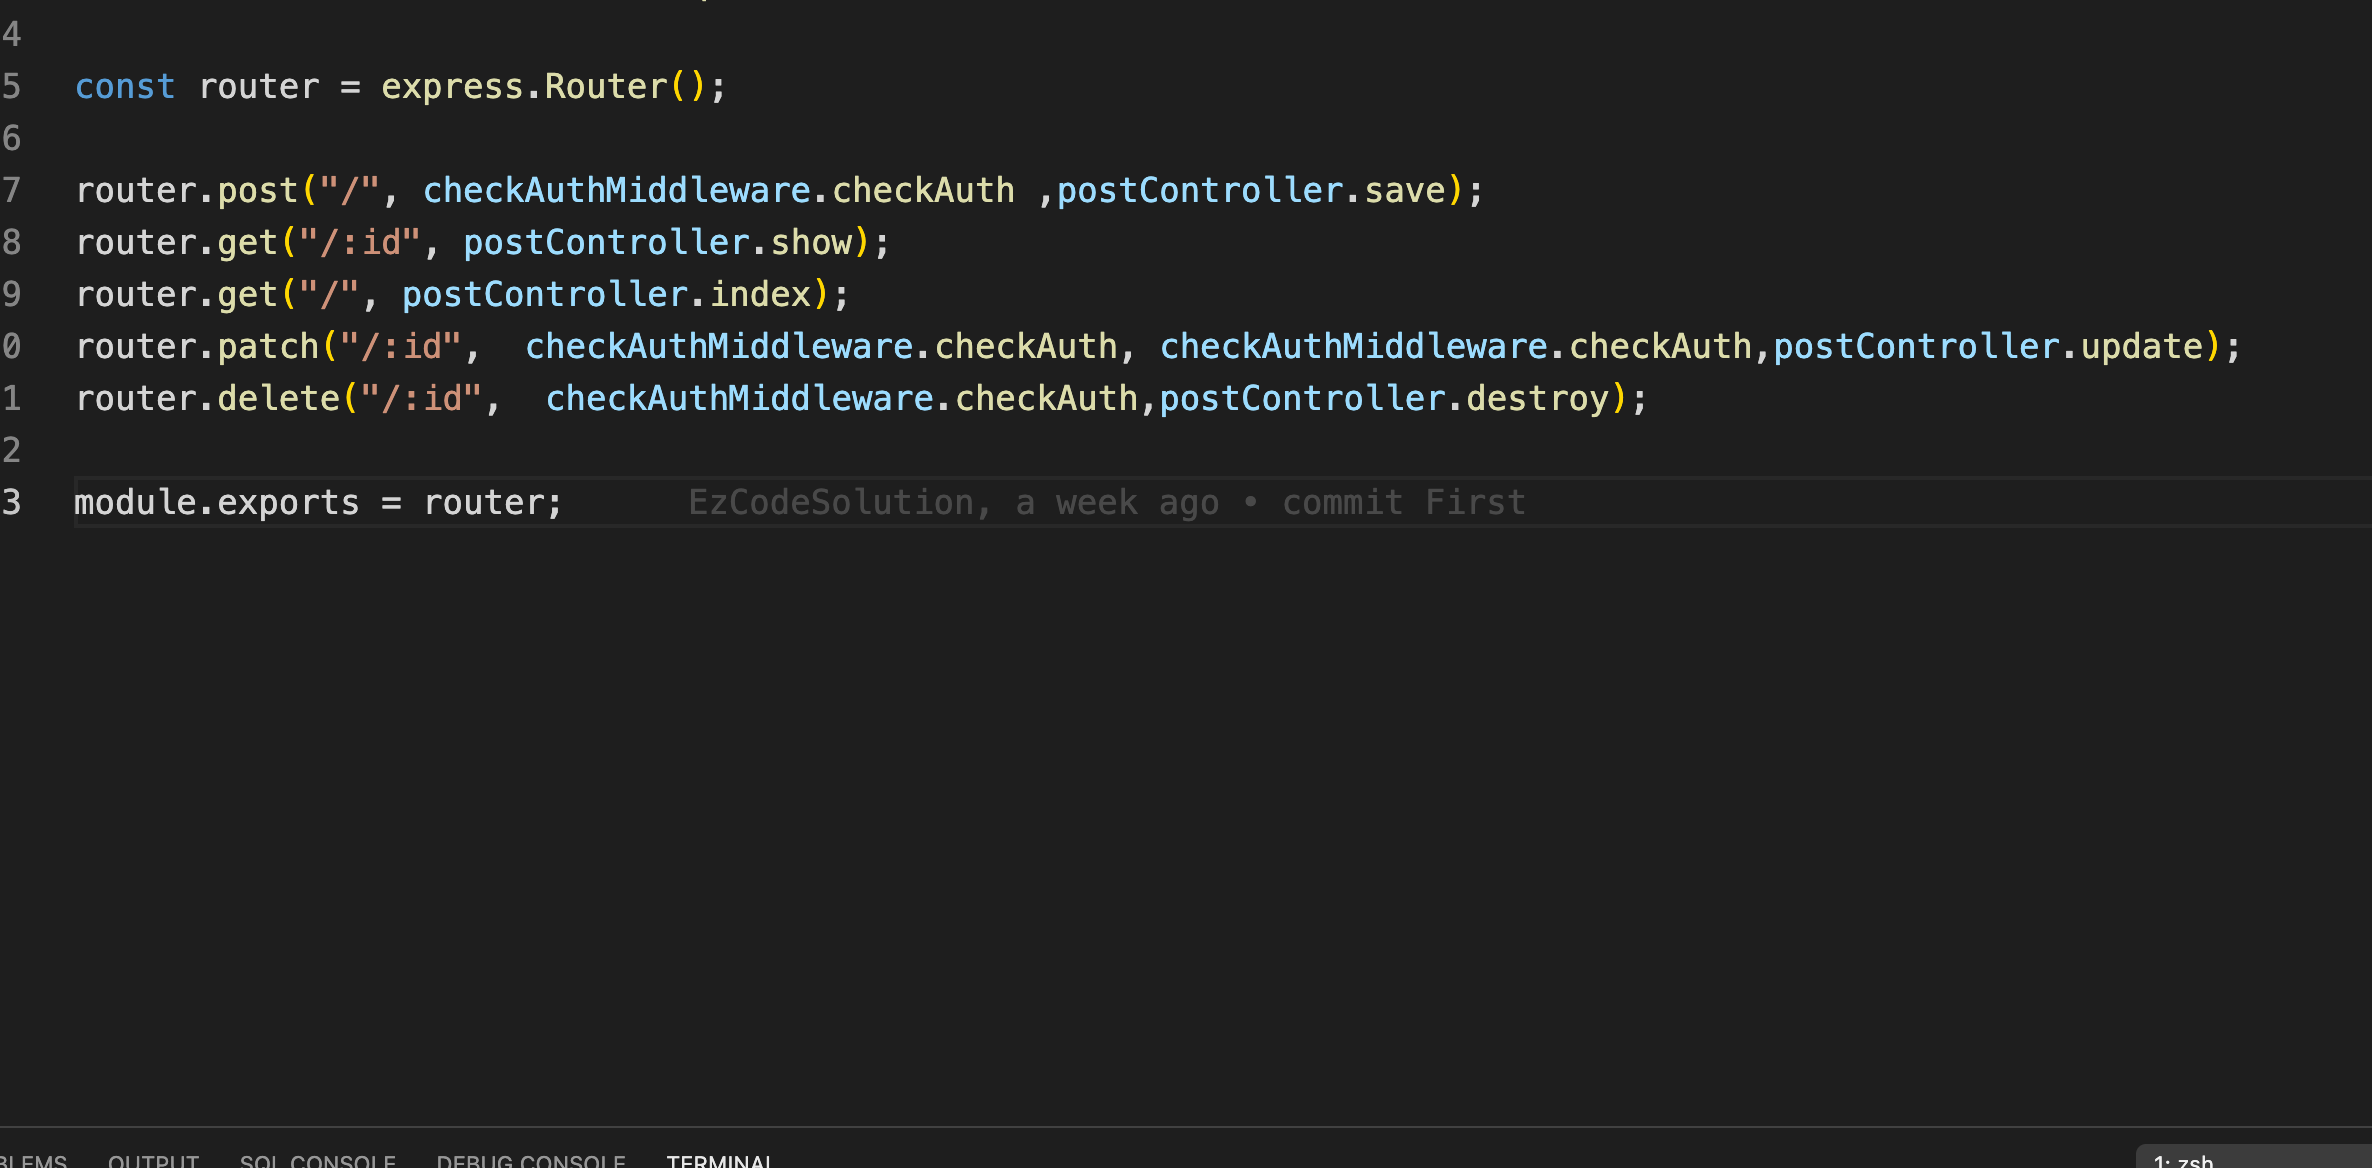 4
5 const router = express.Router();
6
7 router.post("/", checkAuthMiddleware.checkAuth ,postController.save);
8 router.get("/:id", postController.show);
9 router.get("/", postController.index);
0 router.patch("/:id",  checkAuthMiddleware.checkAuth, checkAuthMiddleware.checkAuth,postController.update);
1 router.delete("/:id",  checkAuthMiddleware.checkAuth,postController.destroy);
2
3 module.exports = router; EzCodeSolution, a week ago • commit First
BLEMS OUTPUT SQL CONSOLE DEBUG CONSOLE TERMINAL 1: zsh